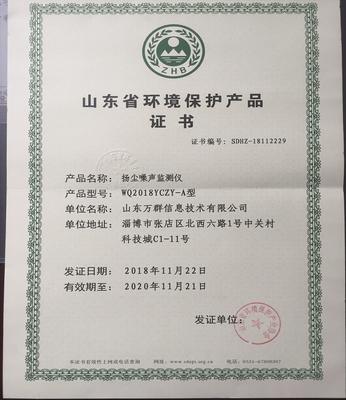 ZHB
山东省环境保护产品
证书
证书编号：SDHZ-18112229
产品名称：扬尘噪声监测仪
产品型号：WQ2018YCZY-A型
单位名称：山东万群信息技术有限公司
单位地址：淄博市张店区北西六路1号中关村
科技城C1-11号
发证日期：2018年11月22日
有效期至：2020年11月21日
发证单位：